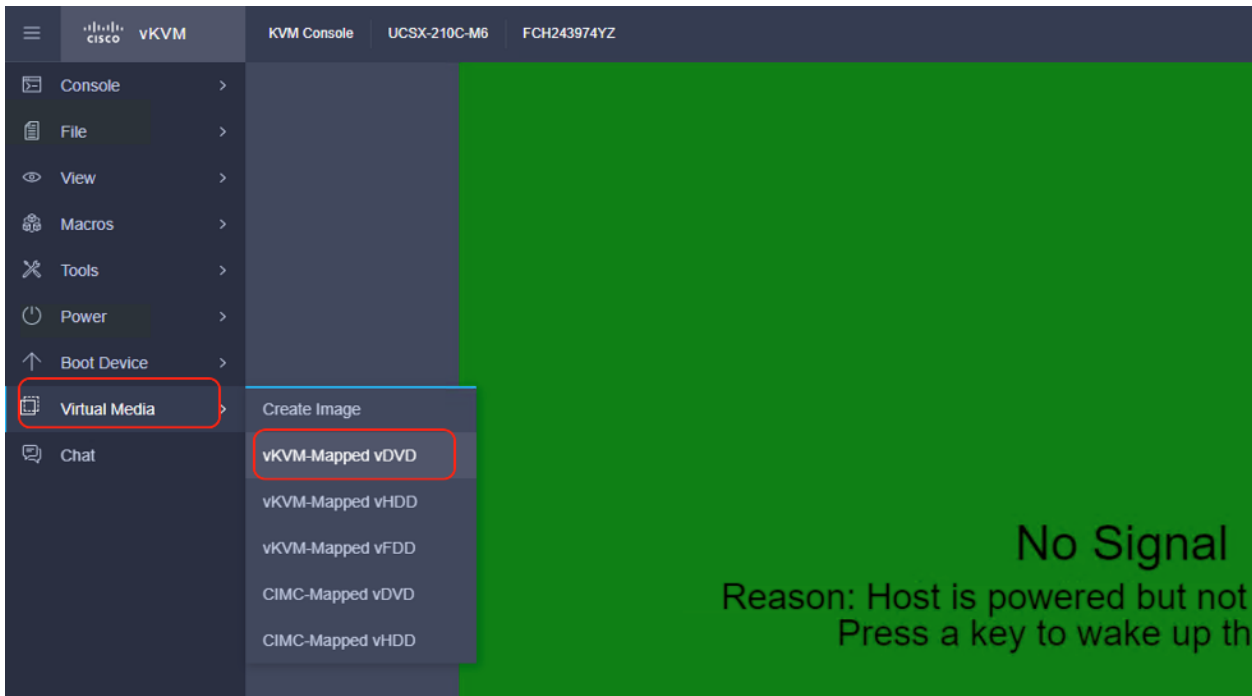 cisco vKVM KVM Console UCSX-210C-M6 FCH243974YZ
Console
File
View
Macros
Tools
Power
Boot Device
Virtual Media
Chat
Create Image
vKVM-Mapped vDVD
vKVM-Mapped vHDD
vKVM-Mapped vFDD
CIMC-Mapped vDVD
CIMC-Mapped vHDD
No Signal
Reason: Host is powered but not
Press a key to wake up th